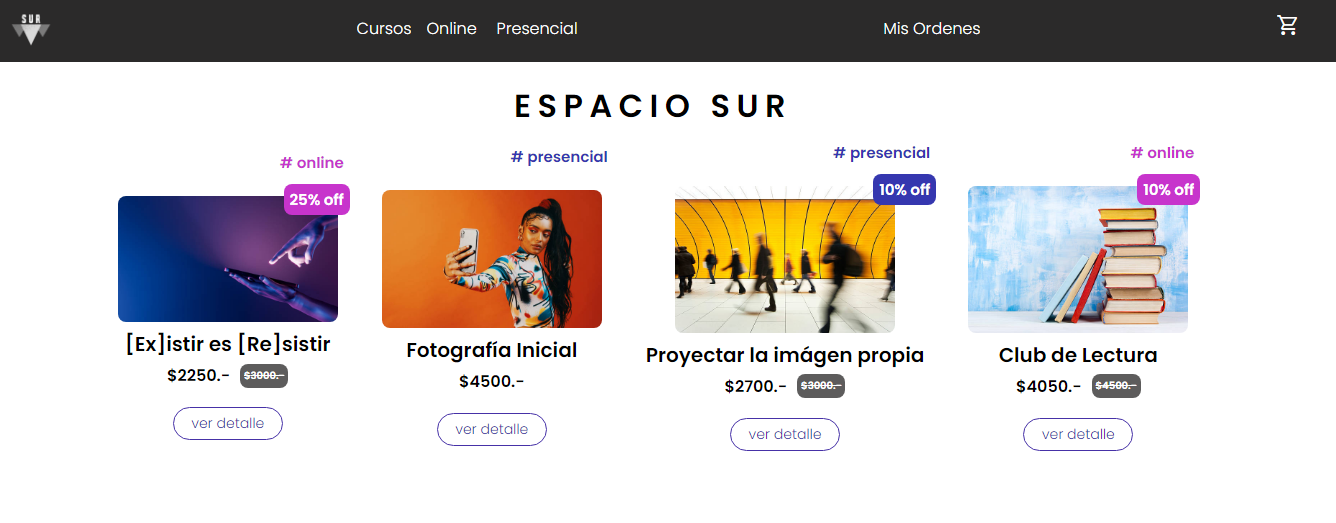 SUR
Cursos Online Presencial Mis Ordenes
ESPACIO SUR
# online
25% off
[Ex]istir es [Re]sistir
$2250.- $3000.-
ver detalle
# presencial
Fotografía Inicial
$4500.-
ver detalle
# presencial
10% off
Proyectar la imágen propia
$2700.- $3000.-
ver detalle
# online
10% off
Club de Lectura
$4050.- $4500.-
ver detalle